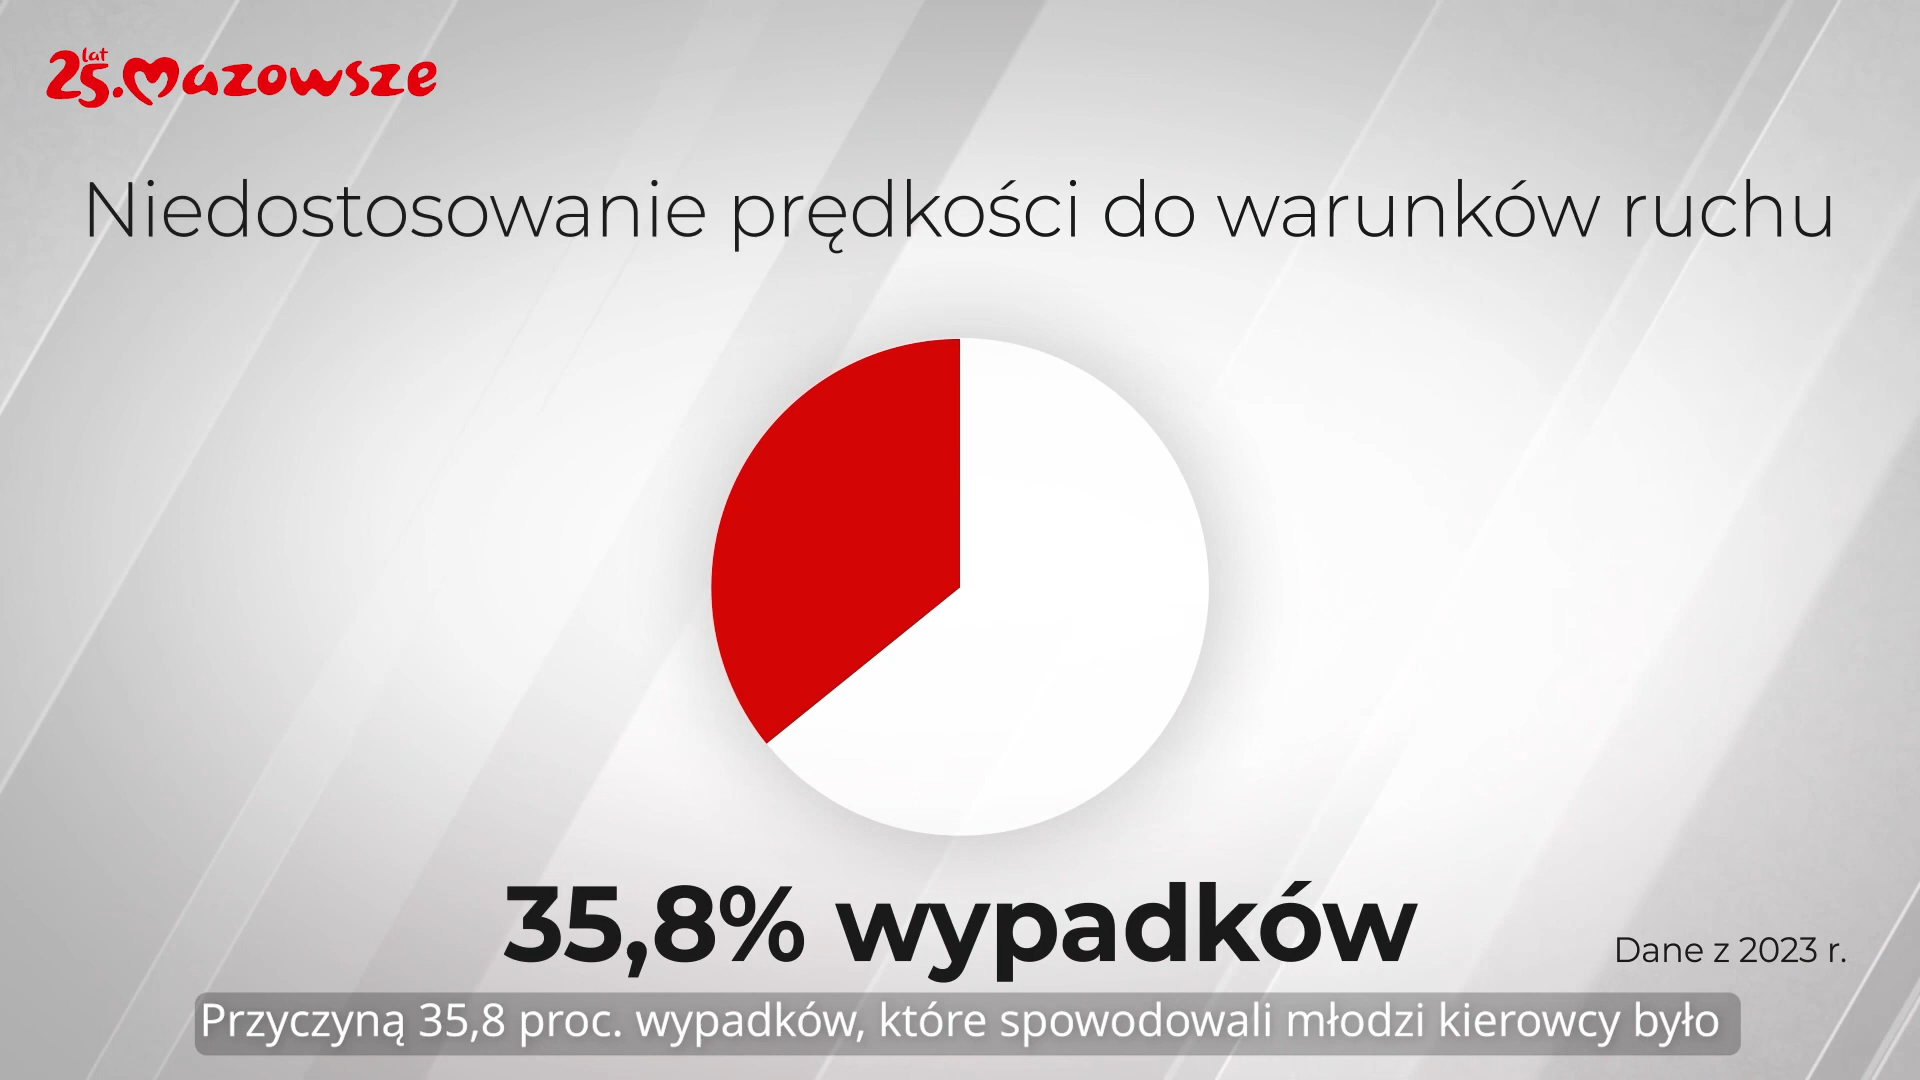 25 lat. Mazowsze
Niedostosowanie prędkości do warunków ruchu
35,8% wypadków
Dane z 2023 r.
Przyczyną 35,8 proc. wypadków, które spowodowali młodzi kierowcy było